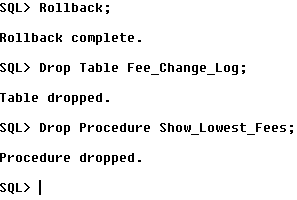 SQL> Rollback;
Rollback complete.
SQL> Drop Table Fee_Change_Log;
Table dropped.
SQL> Drop Procedure Show_Lowest_Fees;
Procedure dropped.
SQL>